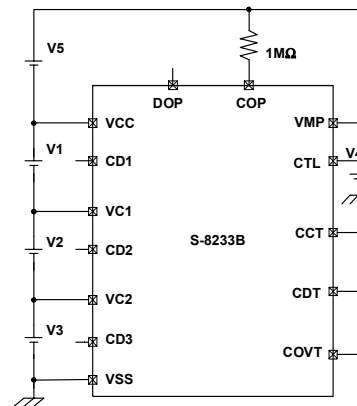 V5
1MΩ
DOP
COP
VCC
VMP
V1
CD1
CTL
VC1
S-8233B
CCT
V2
CD2
VC2
CDT
V3
CD3
COVT
VSS